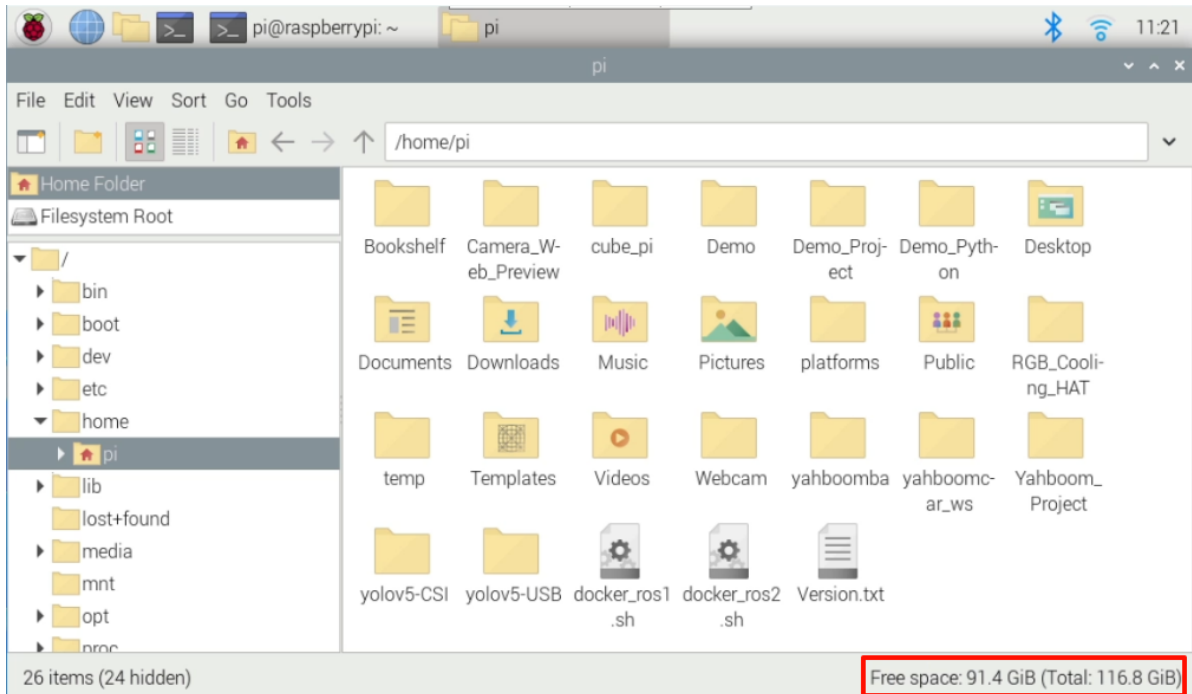 pi@raspberrypi: ~
pi
11:21
pi
File Edit View Sort Go Tools
/home/pi
Home Folder
Filesystem Root
/
bin
boot
dev
etc
home
pi
lib
lost+found
media
mnt
opt
proc
Bookshelf
Camera_W-
eb_Preview
cube_pi
Demo
Demo_Proj-
ect
Demo_Pyth-
on
Desktop
Documents
Downloads
Music
Pictures
platforms
Public
RGB_Cooli-
ng_HAT
temp
Templates
Videos
Webcam
yahboomba
yahboomc-
ar_ws
Yahboom_
Project
yolov5-CSI
yolov5-USB
docker_ros1
.sh
docker_ros2
.sh
Version.txt
26 items (24 hidden)
Free space: 91.4 GiB (Total: 116.8 GiB)